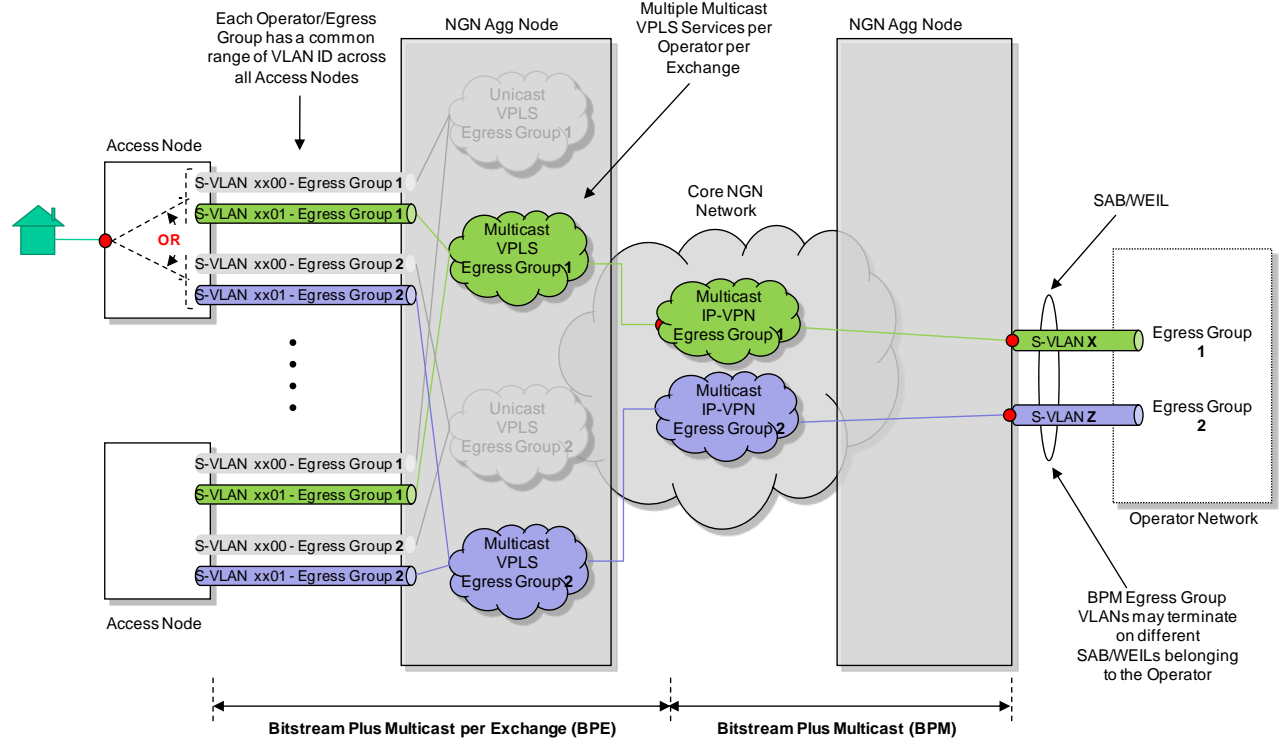 Each Operator/Egress
Group has a common
range of VLAN ID across
all Access Nodes
NGN Agg Node
Multiple Multicast
VPLS Services per
Operator per
Exchange
NGN Agg Node
Unicast
VPLS
Egress Group 1
Access Node
S-VLAN xx00 - Egress Group 1
S-VLAN xx01 - Egress Group 1
OR
S-VLAN xx00 - Egress Group 2
S-VLAN xx01 - Egress Group 2
Multicast
VPLS
Egress Group 1
Core NGN
Network
SAB/WEIL
Multicast
IP-VPN
Egress Group 1
S-VLAN X
Egress Group
1
Multicast
IP-VPN
Egress Group 2
S-VLAN Z
Egress Group
2
Unicast
VPLS
Egress Group 2
S-VLAN xx00 - Egress Group 1
S-VLAN xx01 - Egress Group 1
S-VLAN xx00 - Egress Group 2
S-VLAN xx01 - Egress Group 2
Multicast
VPLS
Egress Group 2
Operator Network
Access Node
BPM Egress Group
VLANs may terminate
on different
SAB/WEILs belonging
to the Operator
Bitstream Plus Multicast per Exchange (BPE)
Bitstream Plus Multicast (BPM)